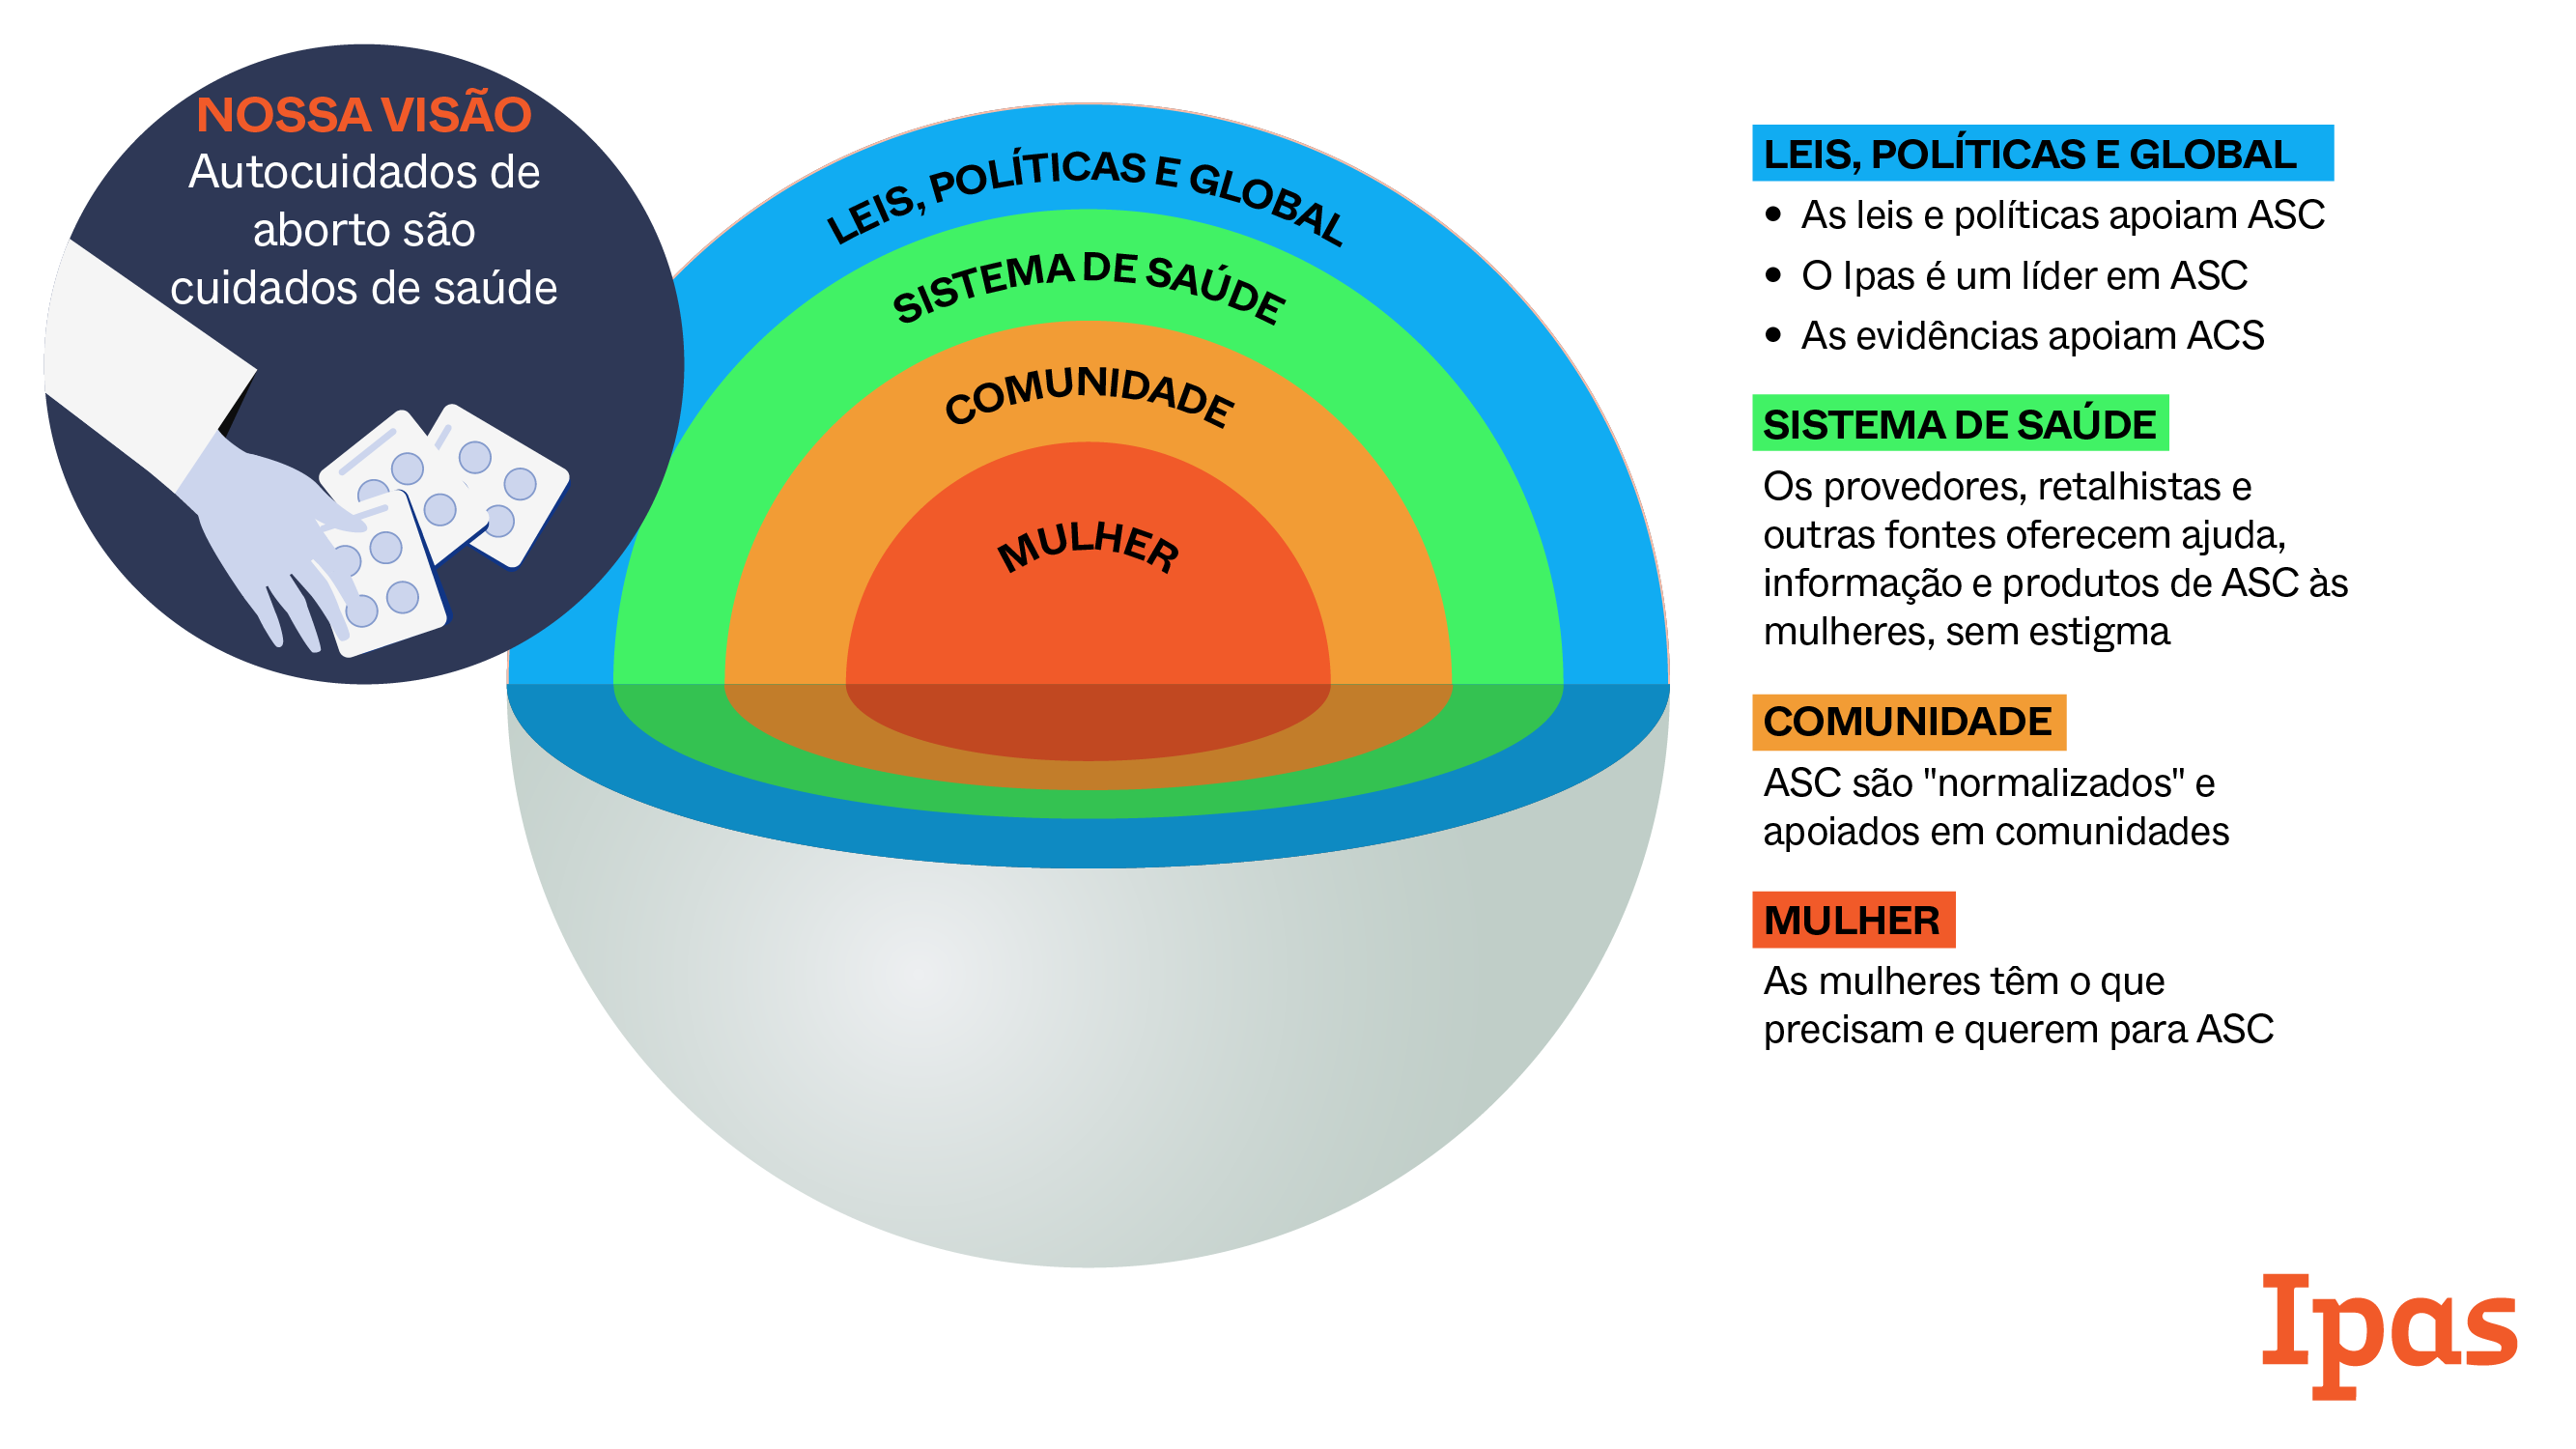 NOSSA VISÃO
Autocuidados de
aborto são
cuidados de saúde
LEIS, POLÍTICAS E GLOBAL
SISTEMA DE SAÚDE
COMUNIDADE
MULHER
LEIS, POLÍTICAS E GLOBAL
• As leis e políticas apoiam ASC
• O Ipas é um líder em ASC
• As evidências apoiam ACS
SISTEMA DE SAÚDE
Os provedores, retalhistas e
outras fontes oferecem ajuda,
informação e produtos de ASC às
mulheres, sem estigma
COMUNIDADE
ASC são "normalizados" e
apoiados em comunidades
MULHER
As mulheres têm o que
precisam e querem para ASC
Ipas